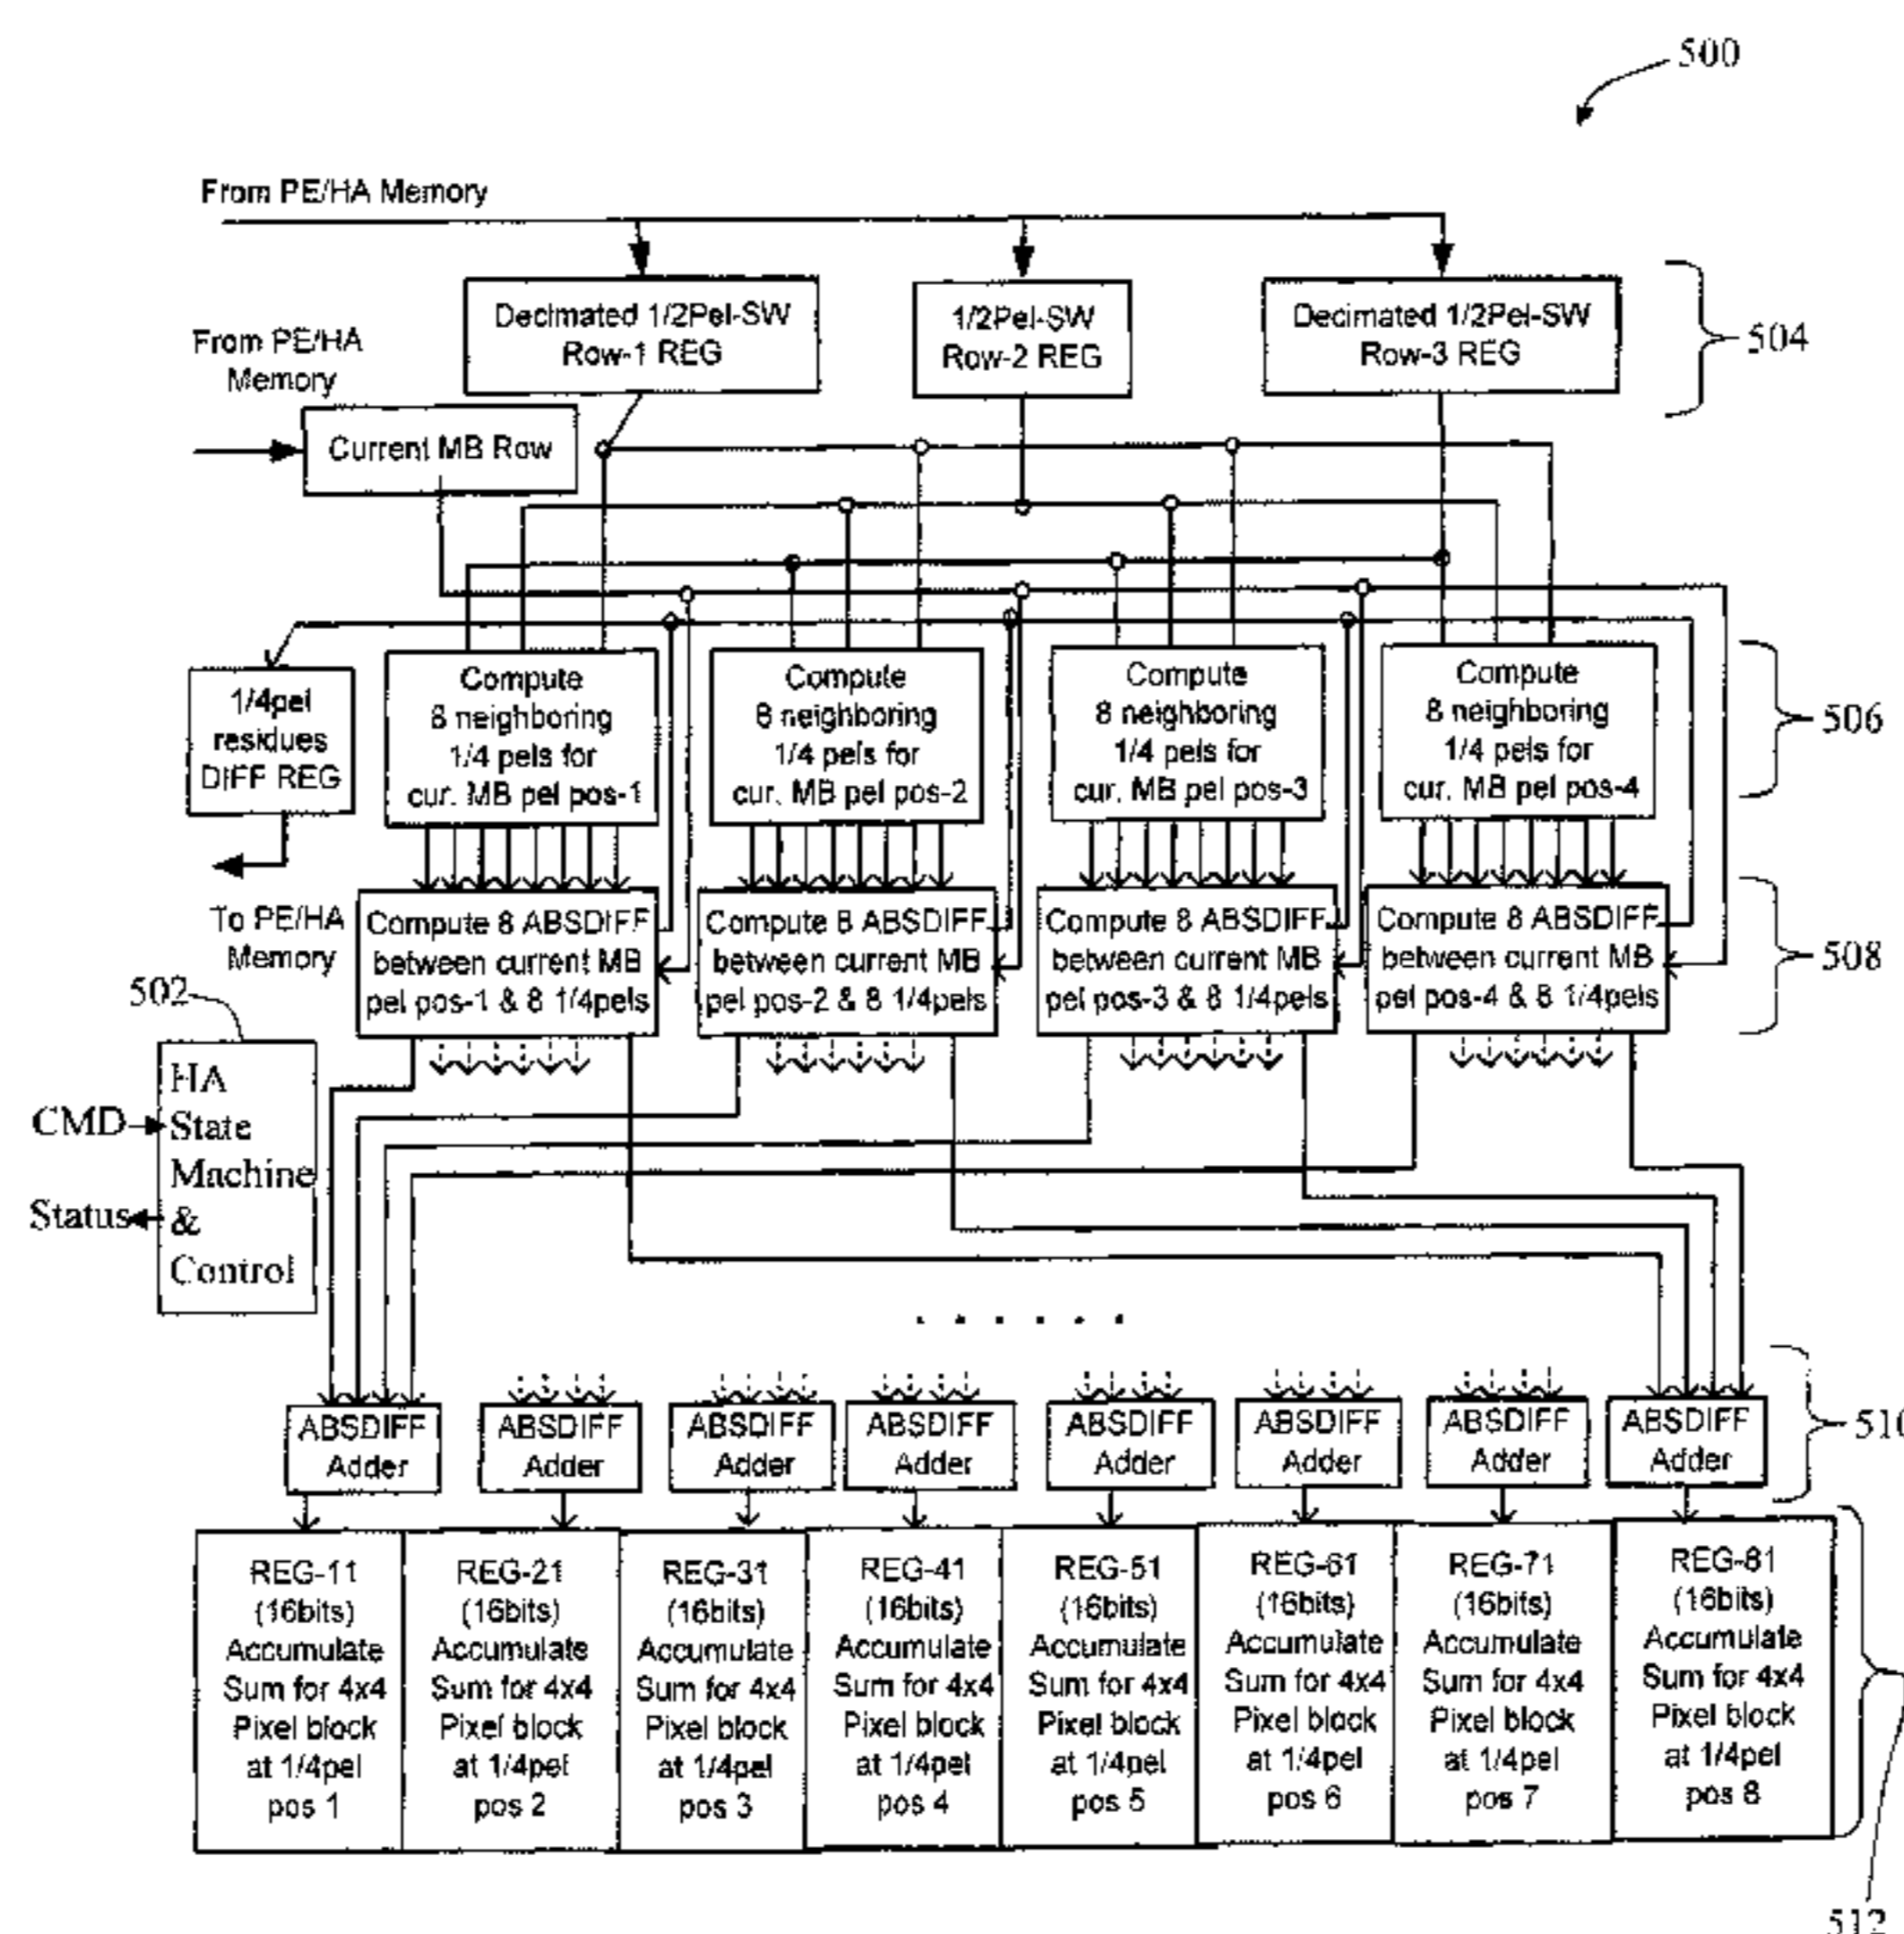 500
From PE/HA Memory
Decimated 1/2Pel-SW
Row-1 REG
1/2Pel-SW
Row-2 REG
Decimated 1/2Pel-SW
Row-3 REG
504
From PE/HA
Memory
Current MB Row
1/4pel
residues
DIFF REG
Compute
8 neighboring
1/4 pels for
cur. MB pel pos-1
Compute
8 neighboring
1/4 pels for
cur. MB pel pos-2
Compute
8 neighboring
1/4 pels for
cur. MB pel pos-3
Compute
8 neighboring
1/4 pels for
cur. MB pel pos-4
506
To PE/HA
Memory
Compute 8 ABSDIFF
between current MB
pel pos-1 & 8 1/4pels
Compute 8 ABSDIFF
between current MB
pel pos-2 & 8 1/4pels
Compute 8 ABSDIFF
between current MB
pel pos-3 & 8 1/4pels
Compute 8 ABSDIFF
between current MB
pel pos-4 & 8 1/4pels
508
502
HA
State
Machine
&
Control
CMD
Status
ABSDIFF
Adder
ABSDIFF
Adder
ABSDIFF
Adder
ABSDIFF
Adder
ABSDIFF
Adder
ABSDIFF
Adder
ABSDIFF
Adder
ABSDIFF
Adder
510
REG-11
(16bits)
Accumulate
Sum for 4x4
Pixel block
at 1/4pel
pos 1
REG-21
(16bits)
Accumulate
Sum for 4x4
Pixel block
at 1/4pel
pos 2
REG-31
(16bits)
Accumulate
Sum for 4x4
Pixel block
at 1/4pel
pos 3
REG-41
(16bits)
Accumulate
Sum for 4x4
Pixel block
at 1/4pel
pos 4
REG-51
(16bits)
Accumulate
Sum for 4x4
Pixel block
at 1/4pel
pos 5
REG-61
(16bits)
Accumulate
Sum for 4x4
Pixel block
at 1/4pel
pos 6
REG-71
(16bits)
Accumulate
Sum for 4x4
Pixel block
at 1/4pel
pos 7
REG-81
(16bits)
Accumulate
Sum for 4x4
Pixel block
at 1/4pel
pos 8
512